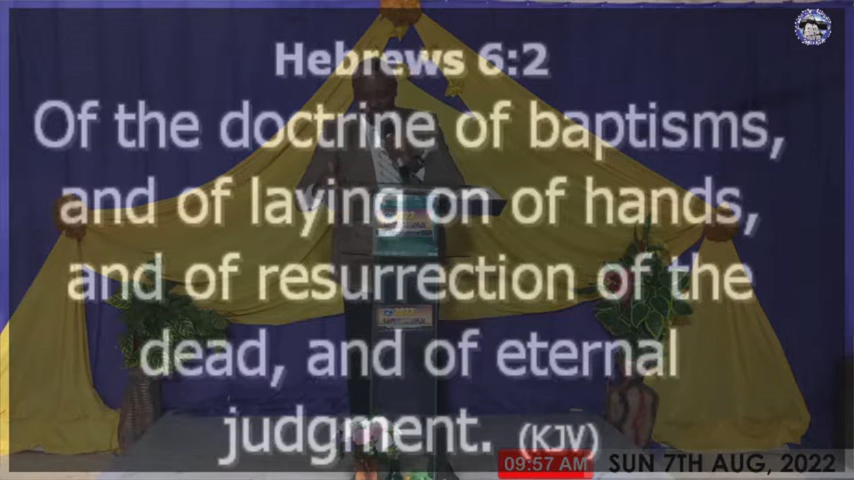 Hebrews 6:2
Of the doctrine of baptisms,
and of laying on of hands,
and of resurrection of the
dead, and of eternal
judgment. (KJV)
09:57 AM SUN 7TH AUG, 2022